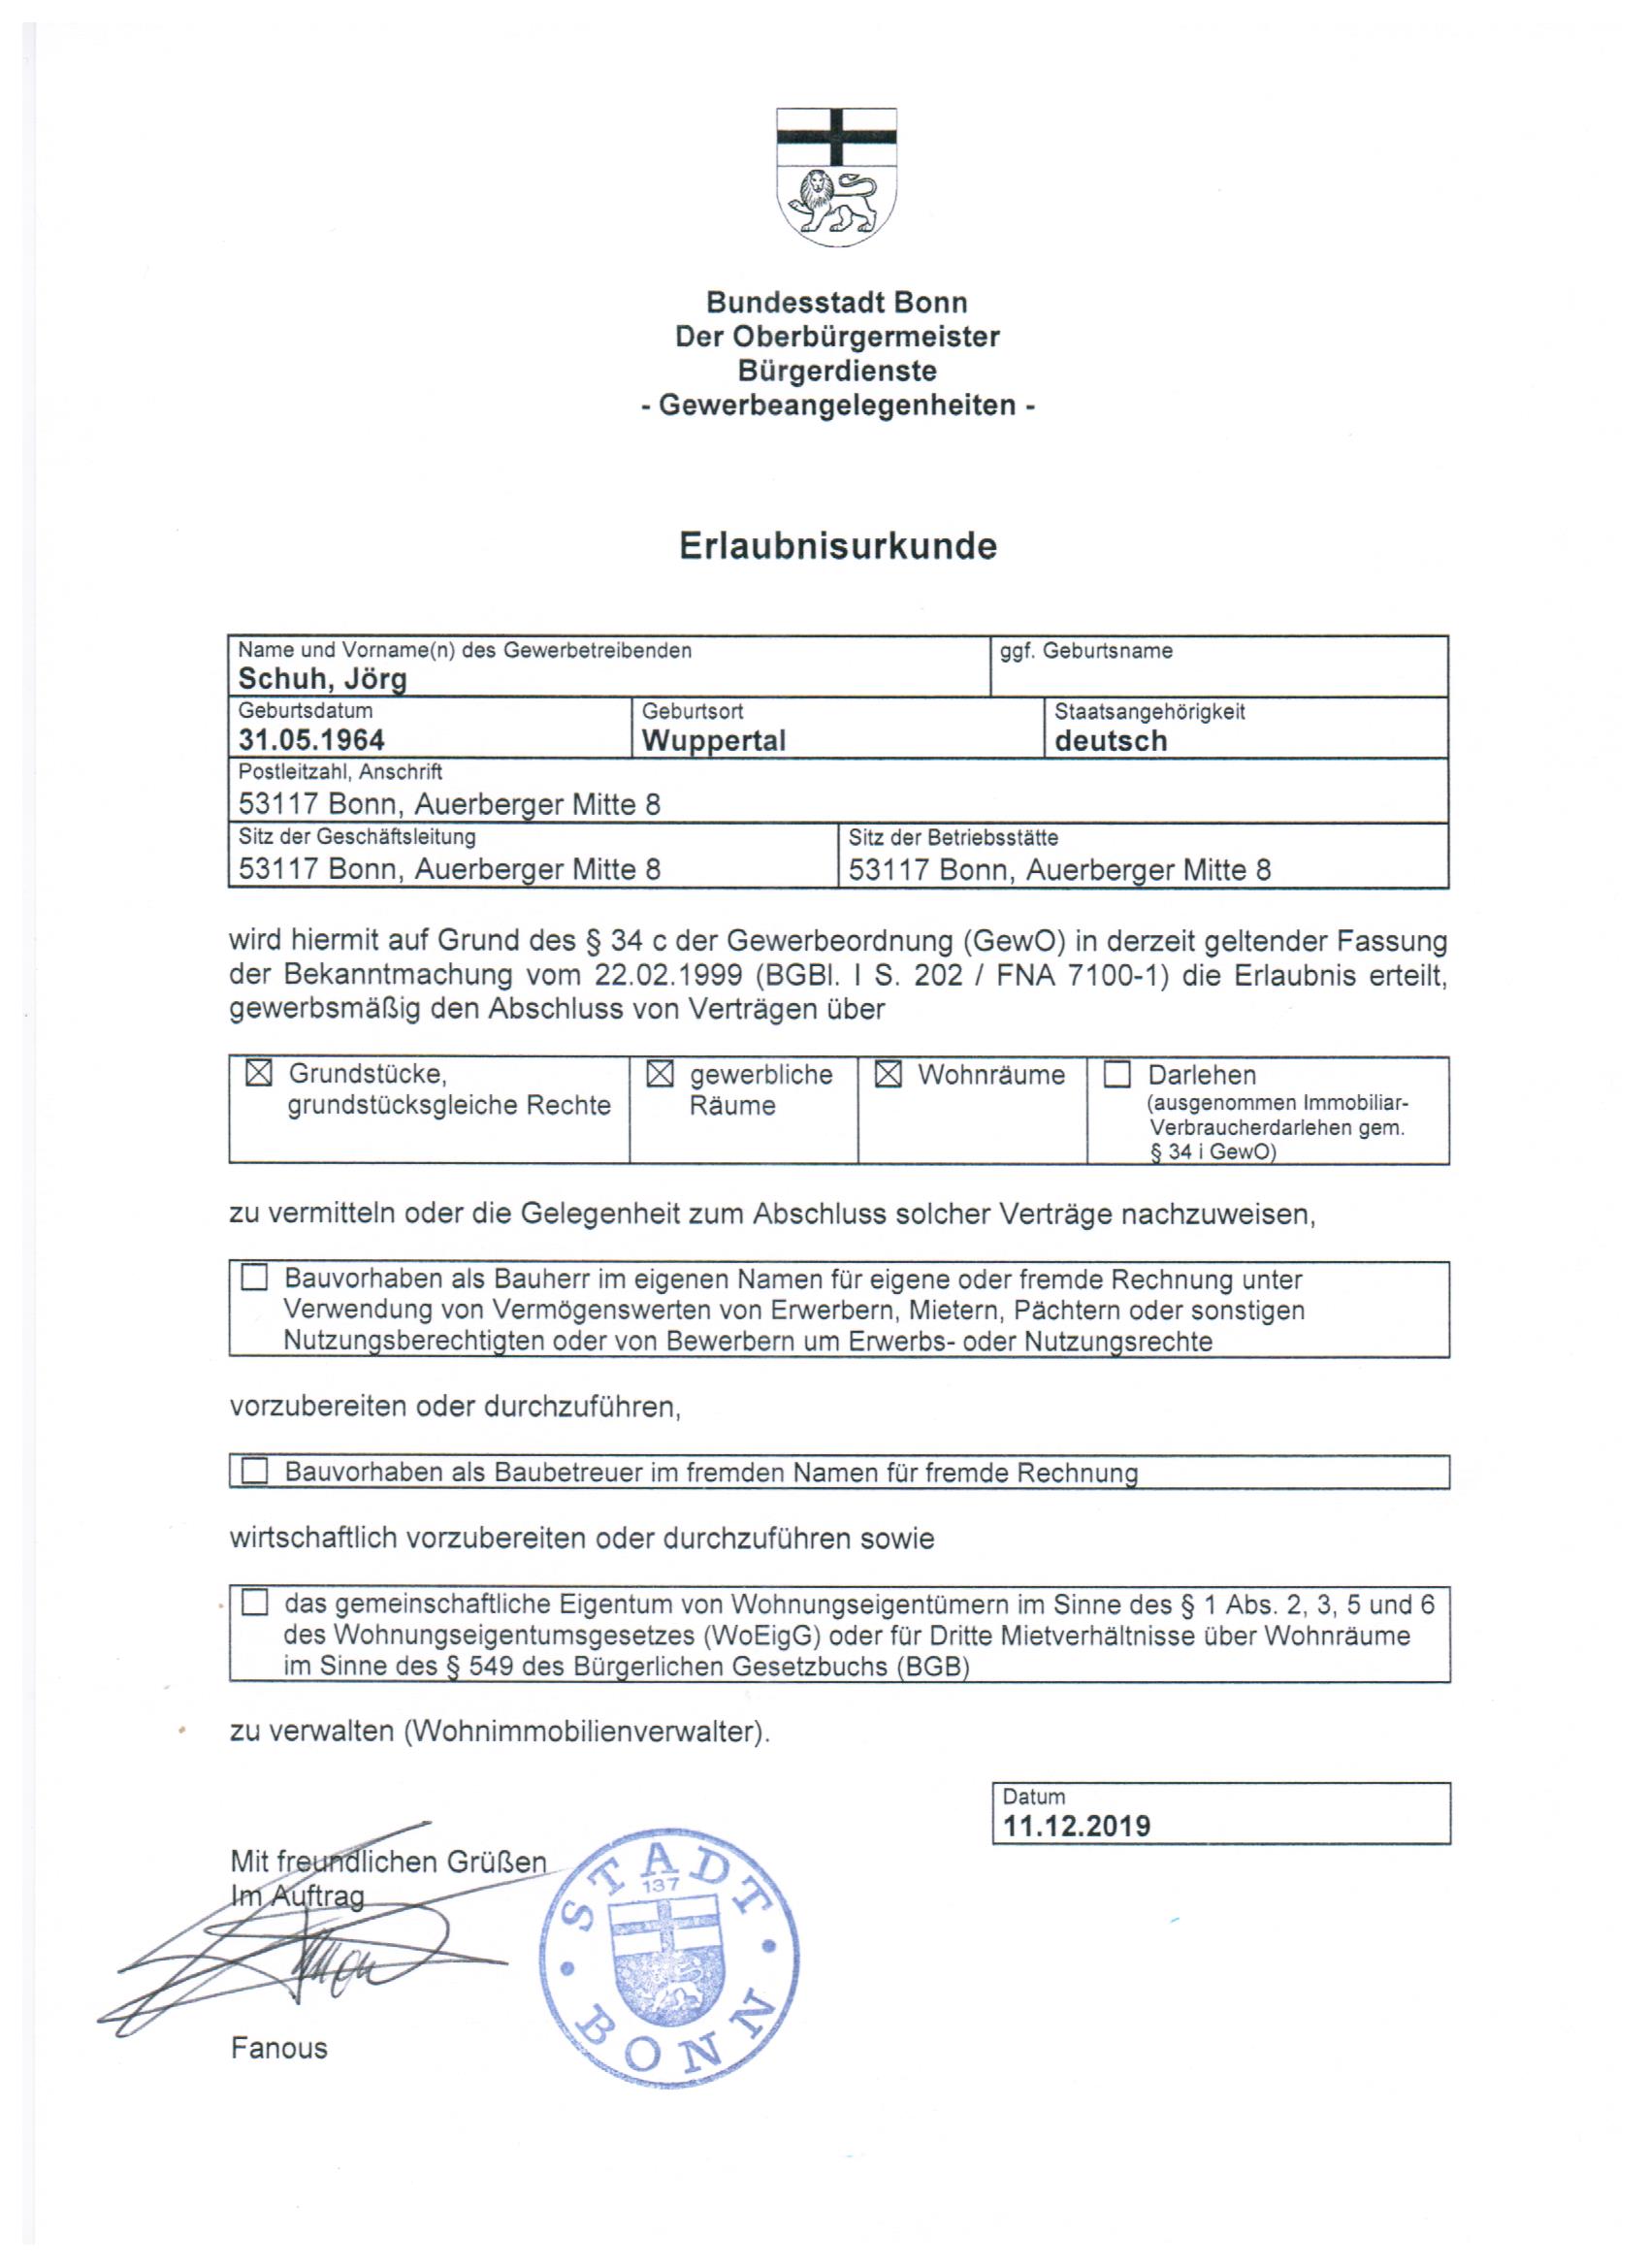 Bundesstadt Bonn
Der Oberbürgermeister
Bürgerdienste
- Gewerbeangelegenheiten -
Erlaubnisurkunde
Name und Vorname(n) des Gewerbetreibenden
Schuh, Jörg
ggf. Geburtsname
Geburtsdatum
31.05.1964
Geburtsort
Wuppertal
Staatsangehörigkeit
deutsch
Postleitzahl, Anschrift
53117 Bonn, Auerberger Mitte 8
Sitz der Geschäftsleitung
53117 Bonn, Auerberger Mitte 8
Sitz der Betriebsstätte
53117 Bonn, Auerberger Mitte 8
wird hiermit auf Grund des § 34 c der Gewerbeordnung (GewO) in derzeit geltender Fassung
der Bekanntmachung vom 22.02.1999 (BGBl. I S. 202 / FNA 7100-1) die Erlaubnis erteilt,
gewerbsmäßig den Abschluss von Verträgen über
Grundstücke,
grundstücksgleiche Rechte
gewerbliche
Räume
Wohnräume
Darlehen
(ausgenommen Immobiliar-
Verbraucherdarlehen gem.
§ 34 i GewO)
zu vermitteln oder die Gelegenheit zum Abschluss solcher Verträge nachzuweisen,
Bauvorhaben als Bauherr im eigenen Namen für eigene oder fremde Rechnung unter
Verwendung von Vermögenswerten von Erwerbern, Mietern, Pächtern oder sonstigen
Nutzungsberechtigten oder von Bewerbern um Erwerbs- oder Nutzungsrechte
vorzubereiten oder durchzuführen,
Bauvorhaben als Baubetreuer im fremden Namen für fremde Rechnung
wirtschaftlich vorzubereiten oder durchzuführen sowie
das gemeinschaftliche Eigentum von Wohnungseigentümern im Sinne des § 1 Abs. 2, 3, 5 und 6
des Wohnungseigentumsgesetzes (WoEigG) oder für Dritte Mietverhältnisse über Wohnräume
im Sinne des § 549 des Bürgerlichen Gesetzbuchs (BGB)
zu verwalten (Wohnimmobilienverwalter).
Datum
11.12.2019
Mit freundlichen Grüßen
Im Auftrag
STADT
137
BONN
Fanous